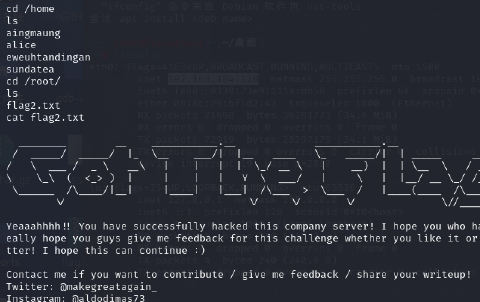 cd /home
ls
aingmaung
alice
eweuhtandingan
sundatea
cd /root/
ls
flag2.txt
cat flag2.txt
Yeaaahhhh!! You have successfully hacked this company server! I hope you who ha
eally hope you guys give me feedback for this challenge whether you like it or
tter! I hope this can continue :)
Contact me if you want to contribute / give me feedback / share your writeup!
Twitter: @makegreatagain_
Instagram: @aldodimas73